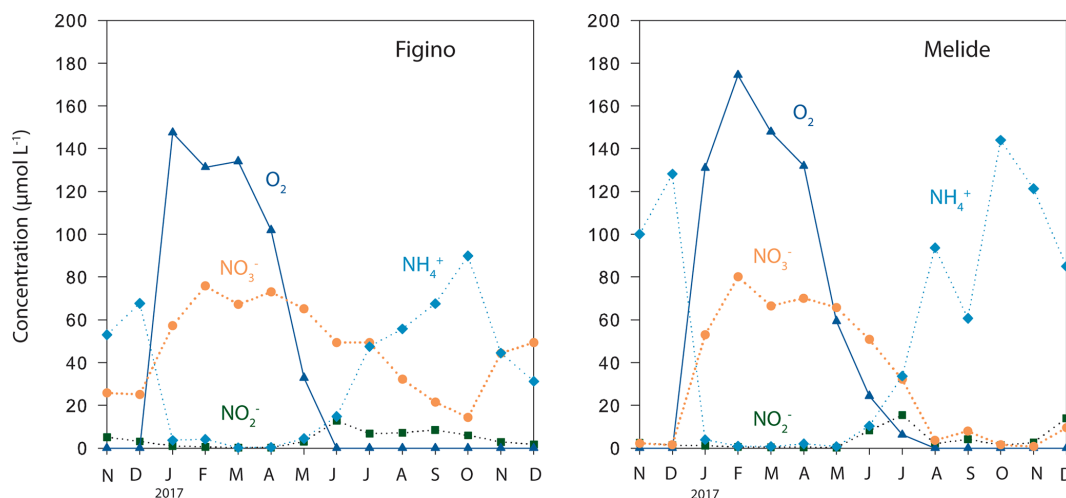 Figino
Concentration (µmol L⁻¹)
200
180
160
140
120
100
80
60
40
20
0
O₂
NO₃⁻
NH₄⁺
NO₂⁻
N D J F M A M J J A S O N D
2017
Melide
200
180
160
140
120
100
80
60
40
20
0
O₂
NH₄⁺
NO₃⁻
NO₂⁻
N D J F M A M J J A S O N D
2017